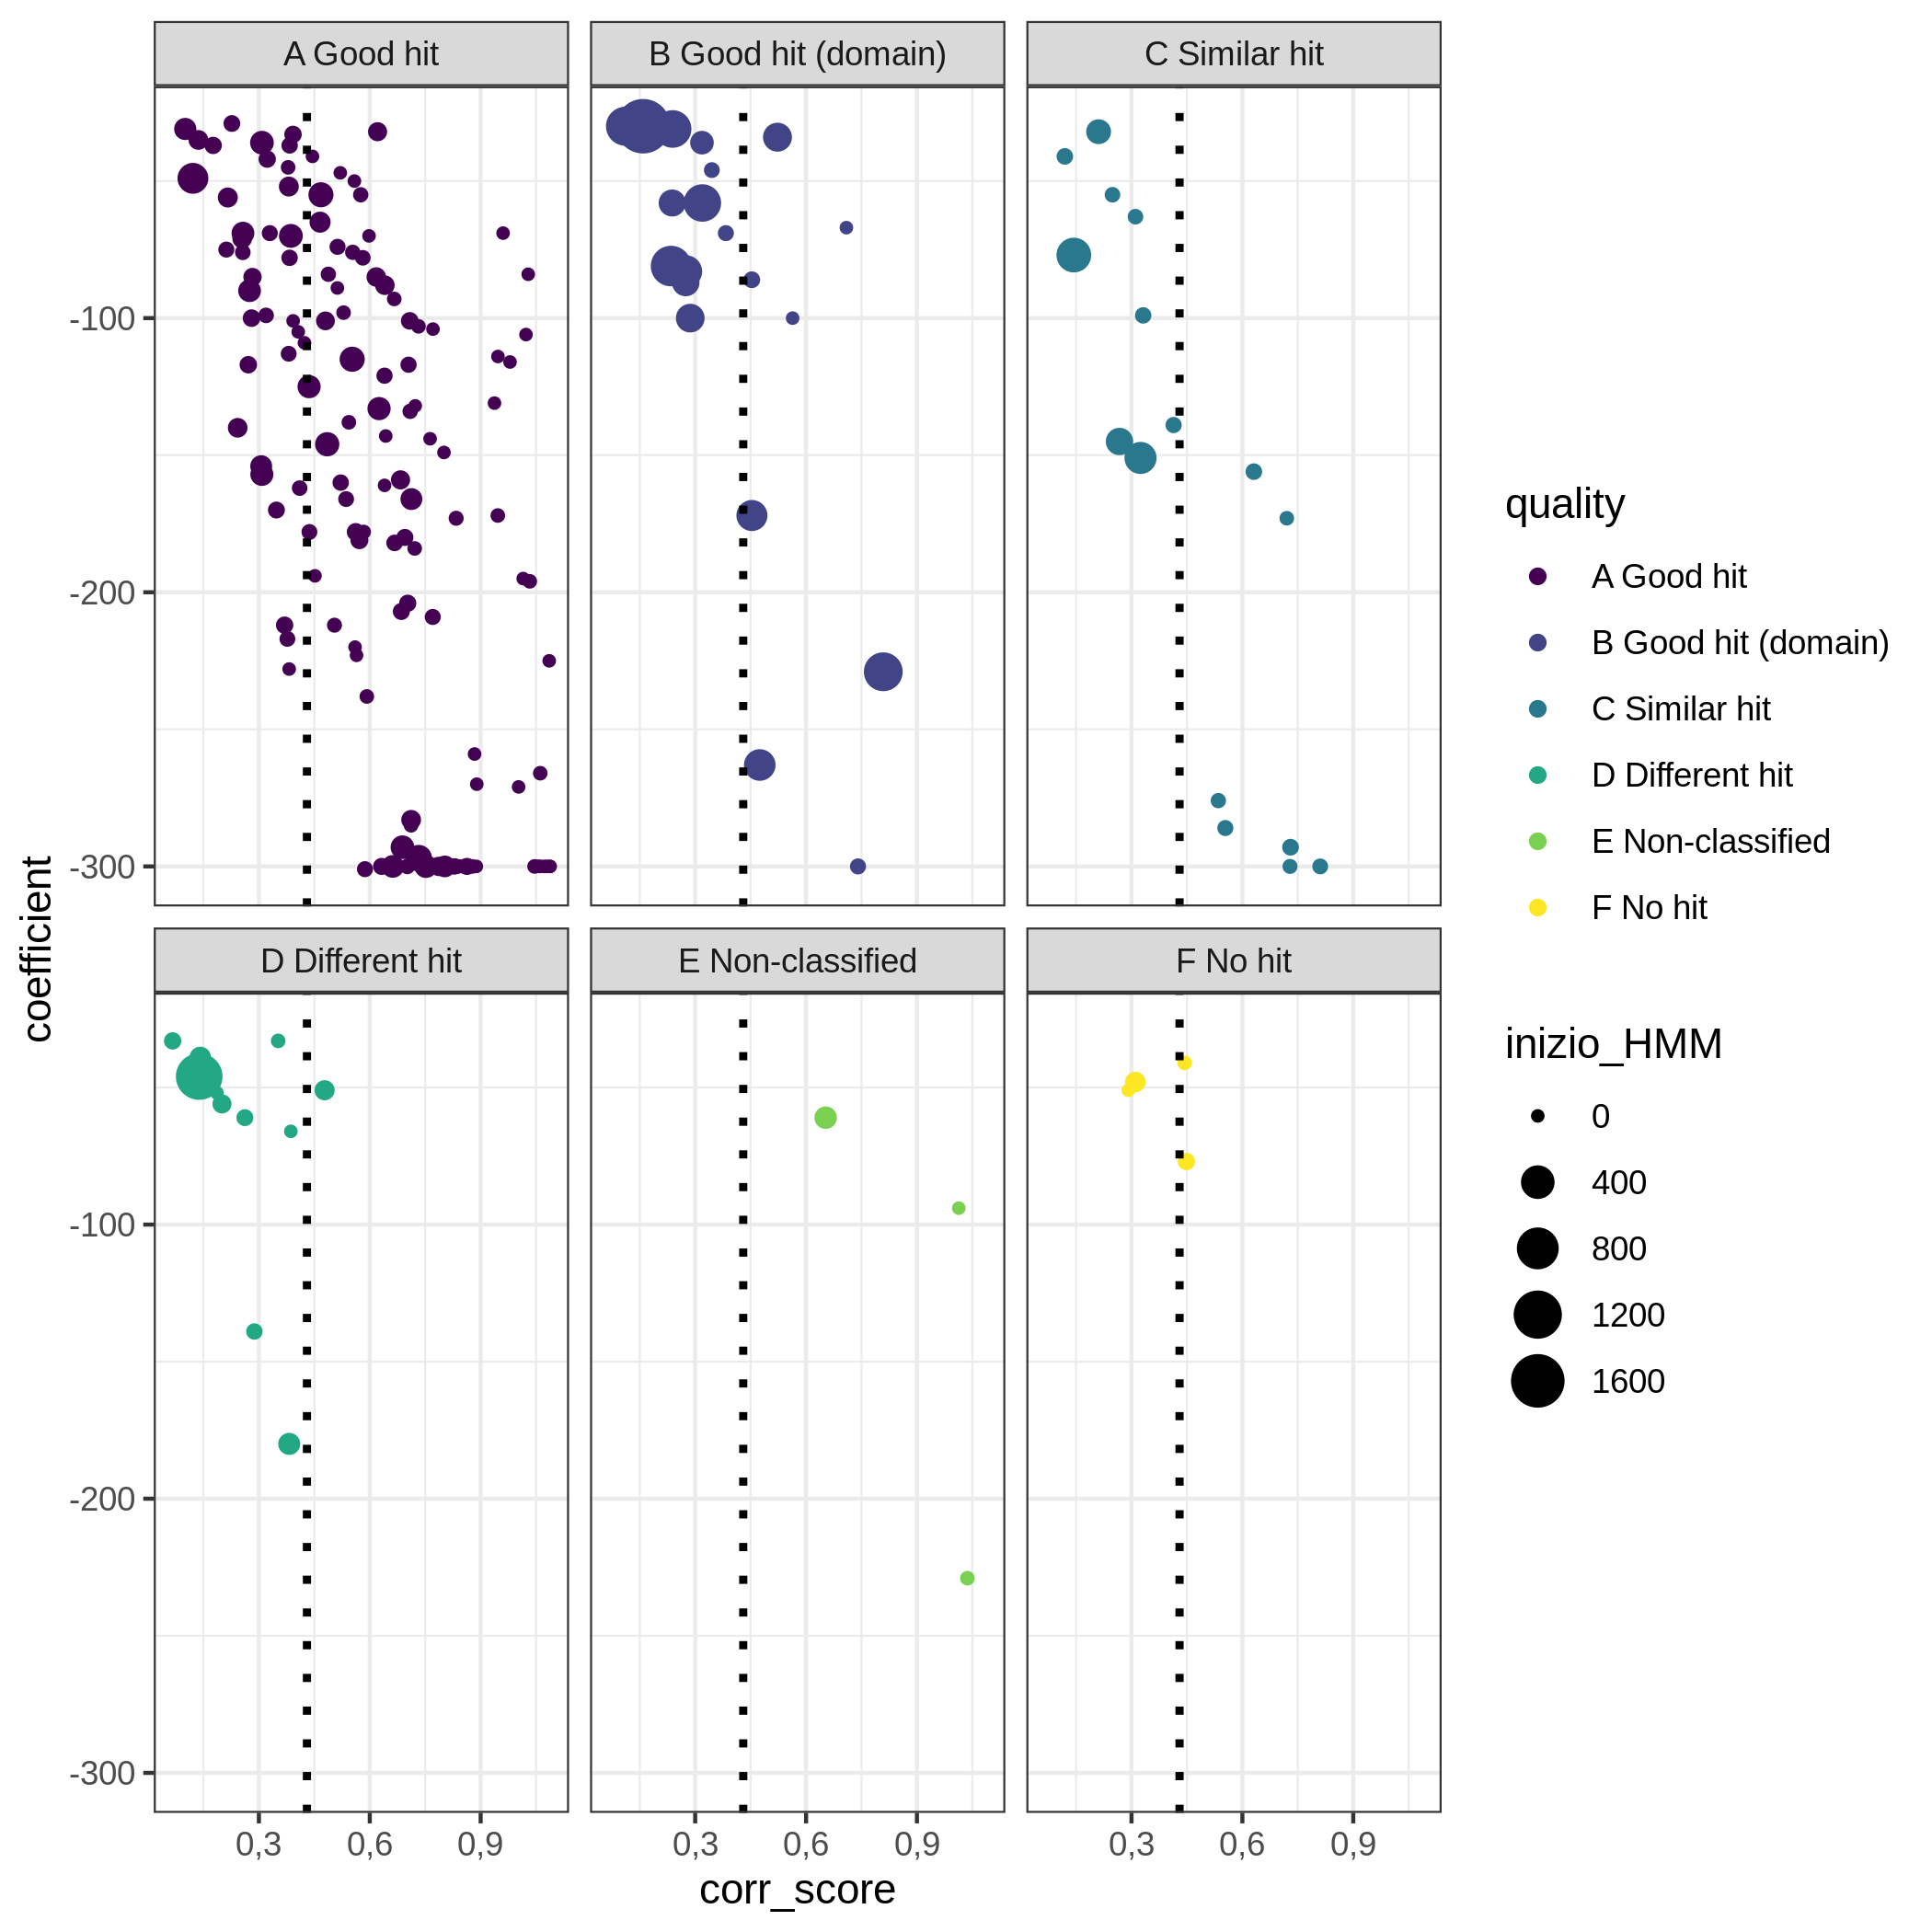 A Good hit
B Good hit (domain)
C Similar hit
-100
-200
-300
D Different hit
E Non-classified
F No hit
-100
-200
-300
0,3
0,6
0,9
0,3
0,6
0,9
0,3
0,6
0,9
corr_score
coefficient
quality
A Good hit
B Good hit (domain)
C Similar hit
D Different hit
E Non-classified
F No hit
inizio_HMM
0
400
800
1200
1600